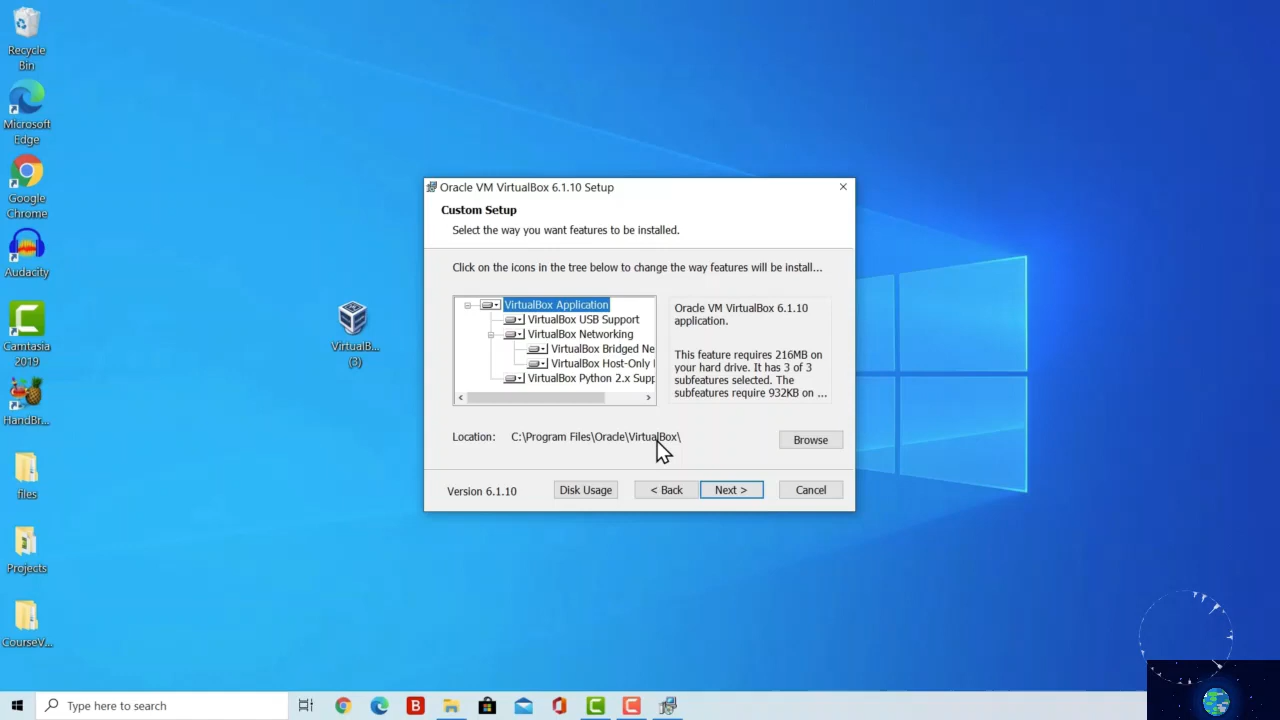 Recycle
Bin
Microsoft
Edge
Google
Chrome
Audacity
Camtasia
2019
HandBr...
files
Projects
CourseV...
VirtualB...
(3)
Oracle VM VirtualBox 6.1.10 Setup
Custom Setup
Select the way you want features to be installed.
Click on the icons in the tree below to change the way features will be install...
VirtualBox Application
VirtualBox USB Support
VirtualBox Networking
VirtualBox Bridged Ne
VirtualBox Host-Only
VirtualBox Python 2.x Supp
Oracle VM VirtualBox 6.1.10
application.
This feature requires 216MB on
your hard drive. It has 3 of 3
subfeatures selected. The
subfeatures require 932KB on ...
Location: C:\Program Files\Oracle\VirtualBox\
Browse
Version 6.1.10
Disk Usage
< Back
Next >
Cancel
Type here to search